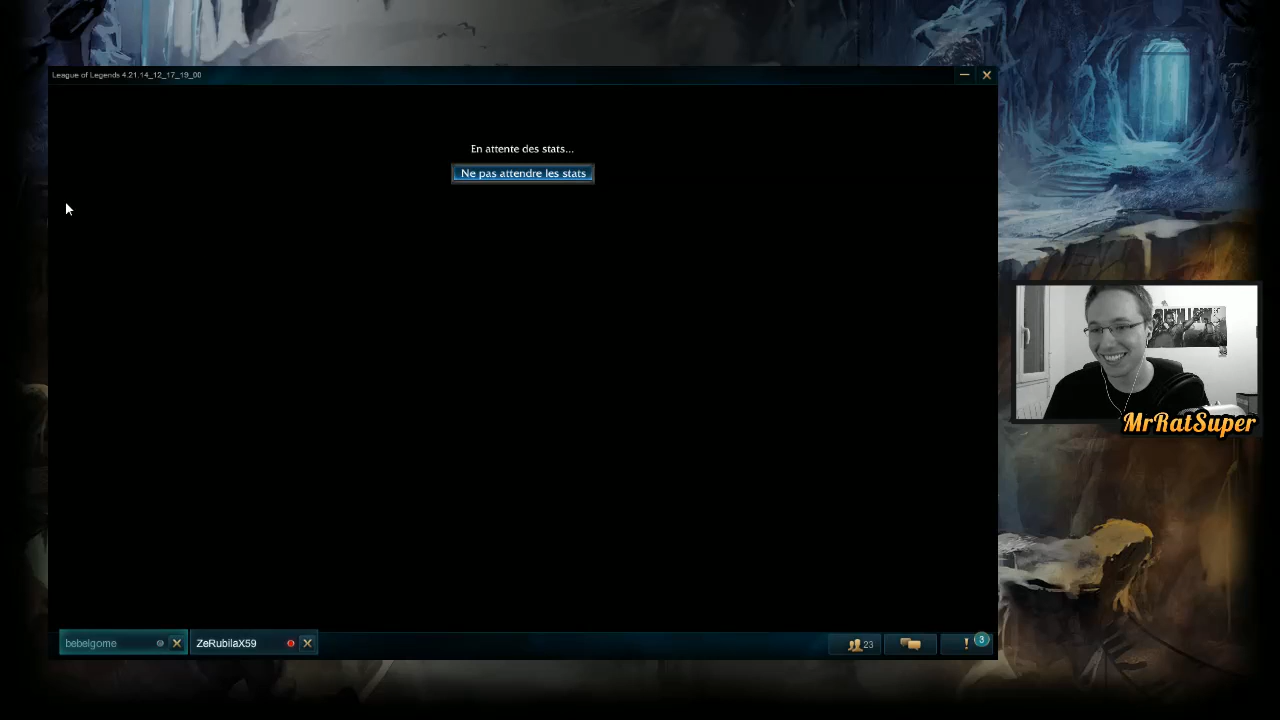 League of Legends 4.21.14_12_17_19_00
En attente des stats...
Ne pas attendre les stats
MrRatSuper
bebelgome
ZeRubilaX59
23
3